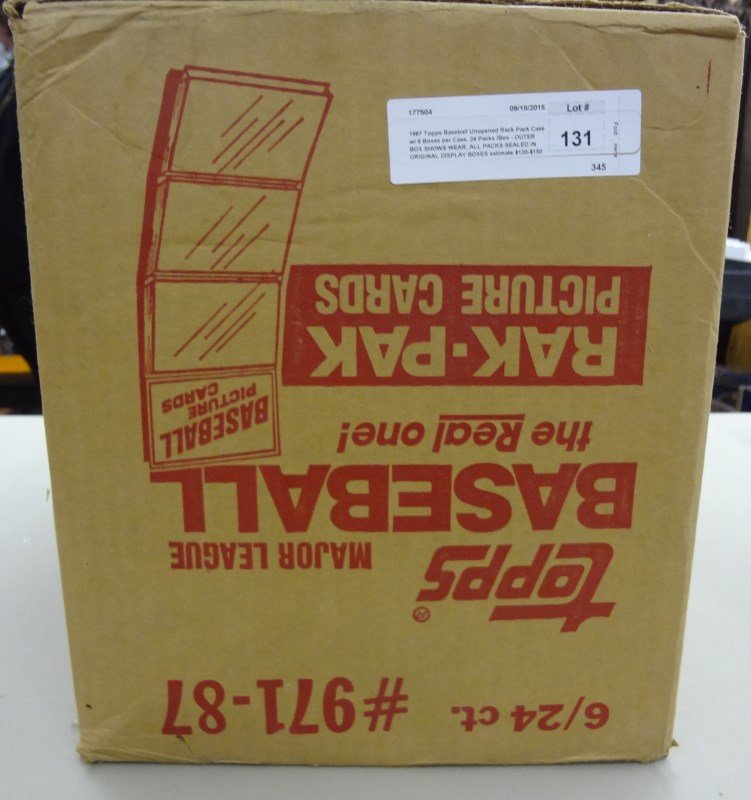 177504 09/18/2015 Lot #
131
1987 Topps Baseball Unopened Rack Pack Case
w/ 6 Boxes per Case, 24 Packs /Box - OUTER
BOX SHOWS WEAR, ALL PACKS SEALED IN
ORIGINAL DISPLAY BOXES estimate $100-$150
345
6/24 ct. #971-87
topps®
MAJOR LEAGUE
BASEBALL
the Real one!
RAK-PAK
PICTURE CARDS
BASEBALL
PICTURE
CARDS